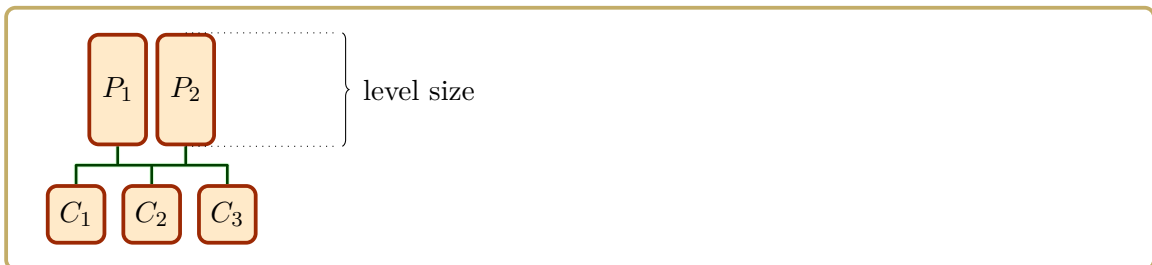 P₁ P₂ level size
C₁ C₂ C₃